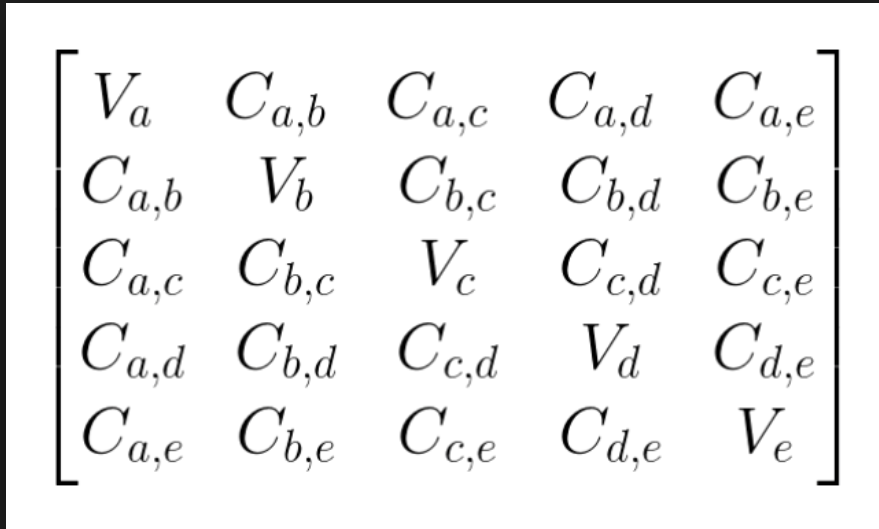 V_a C_{a,b} C_{a,c} C_{a,d} C_{a,e}
C_{a,b} V_b C_{b,c} C_{b,d} C_{b,e}
C_{a,c} C_{b,c} V_c C_{c,d} C_{c,e}
C_{a,d} C_{b,d} C_{c,d} V_d C_{d,e}
C_{a,e} C_{b,e} C_{c,e} C_{d,e} V_e